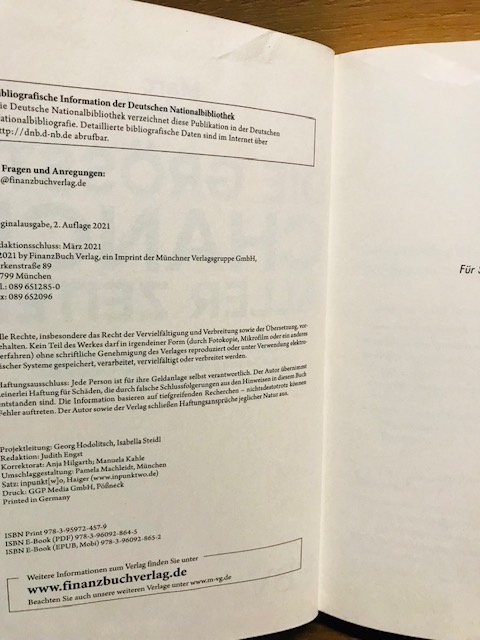 bliografische Information der Deutschen Nationalbibliothek
ie Deutsche Nationalbibliothek verzeichnet diese Publikation in der Deutschen
ationalbibliografie. Detaillierte bibliografische Daten sind im Internet über
ttp://dnb.d-nb.de abrufbar.
Fragen und Anregungen:
@finanzbuchverlag.de
iginalausgabe, 2. Auflage 2021
daktionsschluss: März 2021
2021 by FinanzBuch Verlag, ein Imprint der Münchner Verlagsgruppe GmbH,
rkenstraße 89
799 München
l.: 089 651285-0
x: 089 652096
lle Rechte, insbesondere das Recht der Vervielfältigung und Verbreitung sowie der Übersetzung, vor-
ehalten. Kein Teil des Werkes darf in irgendeiner Form (durch Fotokopie, Mikrofilm oder ein anderes
erfahren) ohne schriftliche Genehmigung des Verlages reproduziert oder unter Verwendung elektro-
ischer Systeme gespeichert, verarbeitet, vervielfältigt oder verbreitet werden.
Haftungsausschluss: Jede Person ist für ihre Geldanlage selbst verantwortlich. Der Autor übernimmt
keinerlei Haftung für Schäden, die durch falsche Schlussfolgerungen aus den Hinweisen in diesem Buch
entstanden sind. Die Information basieren auf tiefgreifenden Recherchen – nichtsdestotrotz können
Fehler auftreten. Der Autor sowie der Verlag schließen Haftungsansprüche jeglicher Natur aus.
Projektleitung: Georg Hodolitsch, Isabella Steidl
Redaktion: Judith Engst
Korrektorat: Anja Hilgarth; Manuela Kahle
Umschlaggestaltung: Pamela Machleidt, München
Satz: inpunkt[w]o, Haiger (www.inpunktwo.de)
Druck: GGP Media GmbH, Pößneck
Printed in Germany
ISBN Print 978-3-95972-457-9
ISBN E-Book (PDF) 978-3-96092-864-5
ISBN E-Book (EPUB, Mobi) 978-3-96092-865-2
Weitere Informationen zum Verlag finden Sie unter
www.finanzbuchverlag.de
Beachten Sie auch unsere weiteren Verlage unter www.m-vg.de
Für